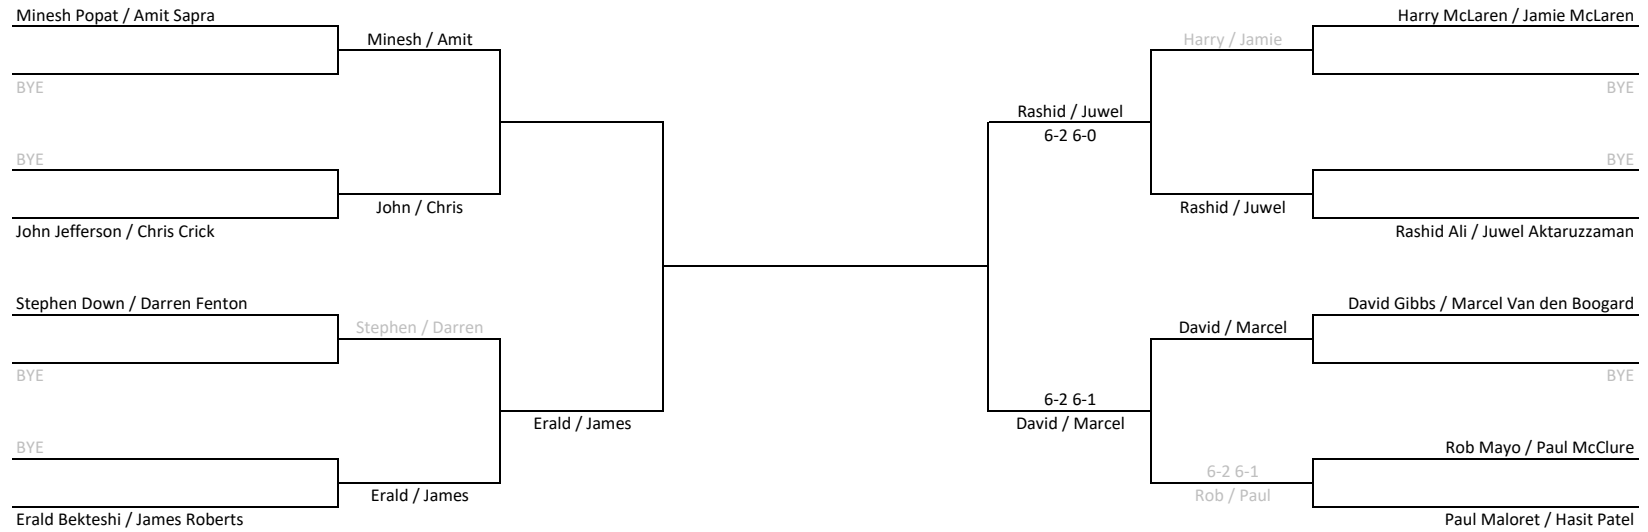 Minesh Popat / Amit Sapra
Minesh / Amit
BYE
BYE
John / Chris
John Jefferson / Chris Crick
Stephen Down / Darren Fenton
Stephen / Darren
BYE
Erald / James
BYE
Erald / James
Erald Bekteshi / James Roberts
Harry McLaren / Jamie McLaren
Harry / Jamie
BYE
Rashid / Juwel
6-2 6-0
BYE
Rashid / Juwel
Rashid Ali / Juwel Aktaruzzaman
David Gibbs / Marcel Van den Boogard
David / Marcel
BYE
6-2 6-1
David / Marcel
Rob Mayo / Paul McClure
6-2 6-1
Rob / Paul
Paul Maloret / Hasit Patel